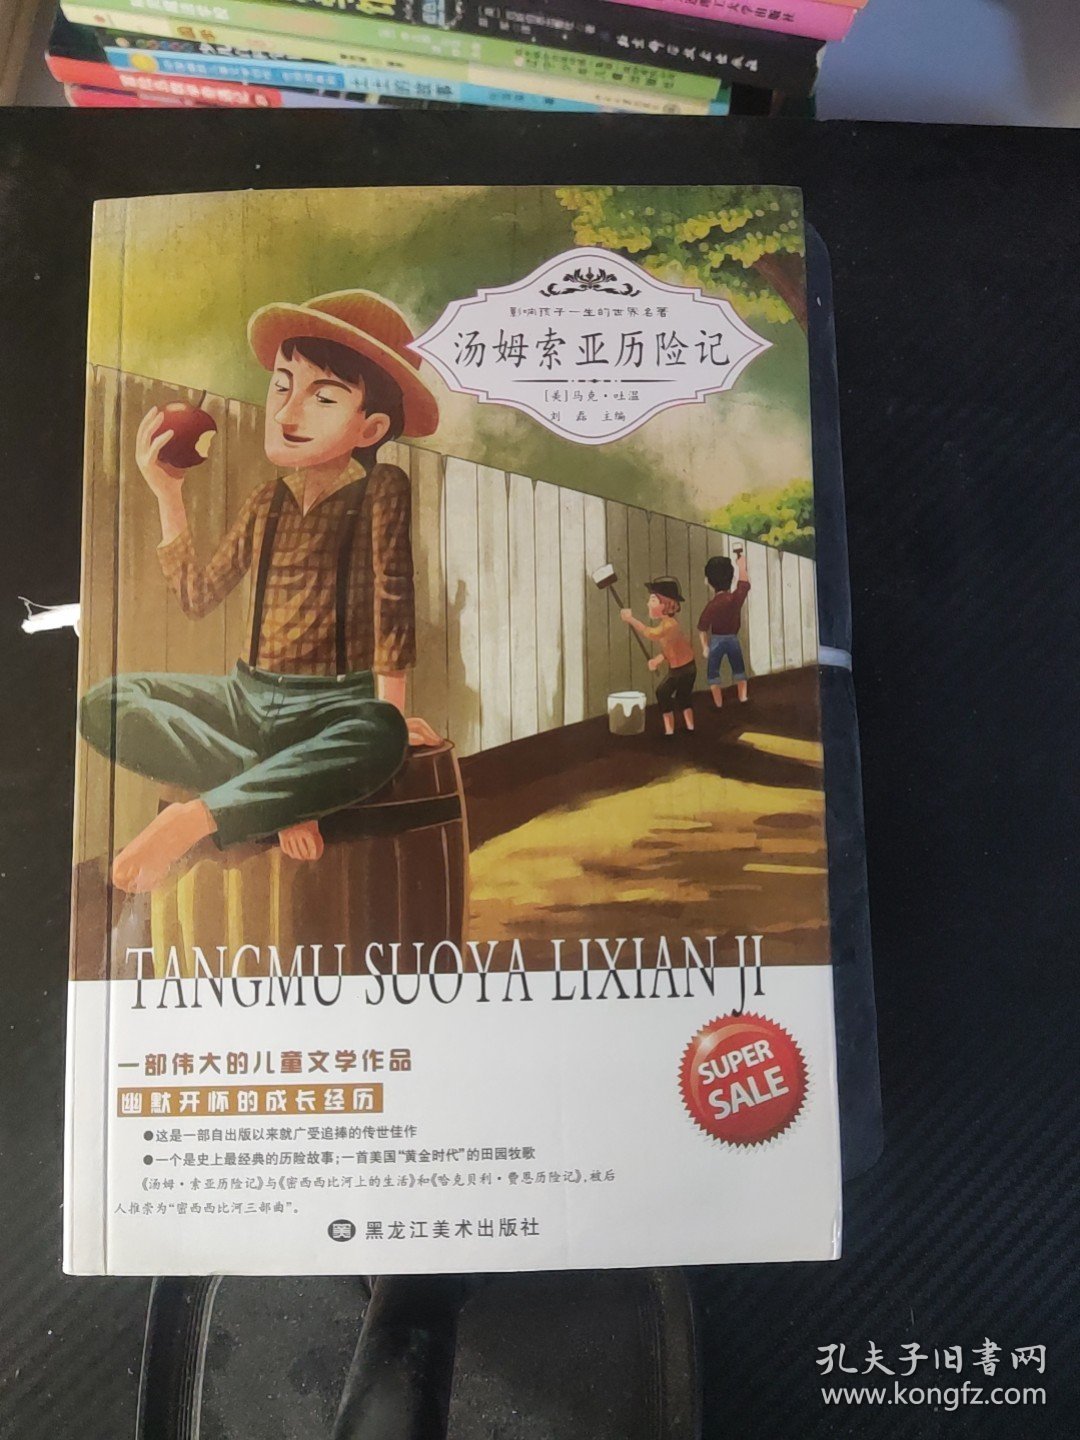 土土的故事
影响孩子一生的世界名著
汤姆索亚历险记
[美]马克·吐温
刘磊 主编
TANGMU SUOYA LIXIAN JI
SUPER
SALE
一部伟大的儿童文学作品
幽默开怀的成长经历
●这是一部自出版以来就广受追捧的传世佳作
●一个是史上最经典的历险故事；一首美国“黄金时代”的田园牧歌
《汤姆·索亚历险记》与《密西西比河上的生活》和《哈克贝利·费恩历险记》，被后
人推崇为“密西西比河三部曲”。
美 黑龙江美术出版社
孔夫子旧書网
www.kongfz.com